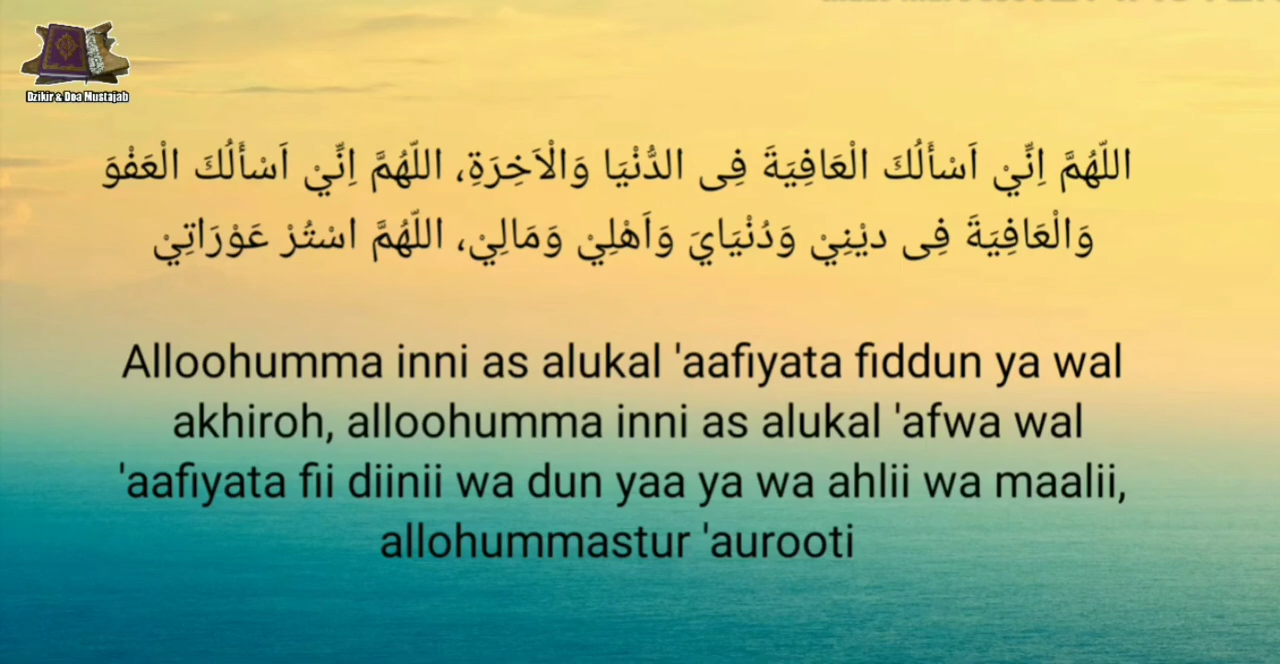 Dzikir & Doa Mustajab
اللّهُمَّ اِنِّيْ اَسْأَلُكَ الْعَافِيَةَ فِى الدُّنْيَا وَالْاَخِرَةِ، اللّهُمَّ اِنِّيْ اَسْأَلُكَ الْعَفْوَ
وَالْعَافِيَةَ فِى ديْنِيْ وَدُنْيَايَ وَاَهْلِيْ وَمَالِيْ، اللّهُمَّ اسْتُرْ عَوْرَاتِيْ
Alloohumma inni as alukal 'aafiyata fiddun ya wal
akhiroh, alloohumma inni as alukal 'afwa wal
'aafiyata fii diinii wa dun yaa ya wa ahlii wa maalii,
allohummastur 'aurooti